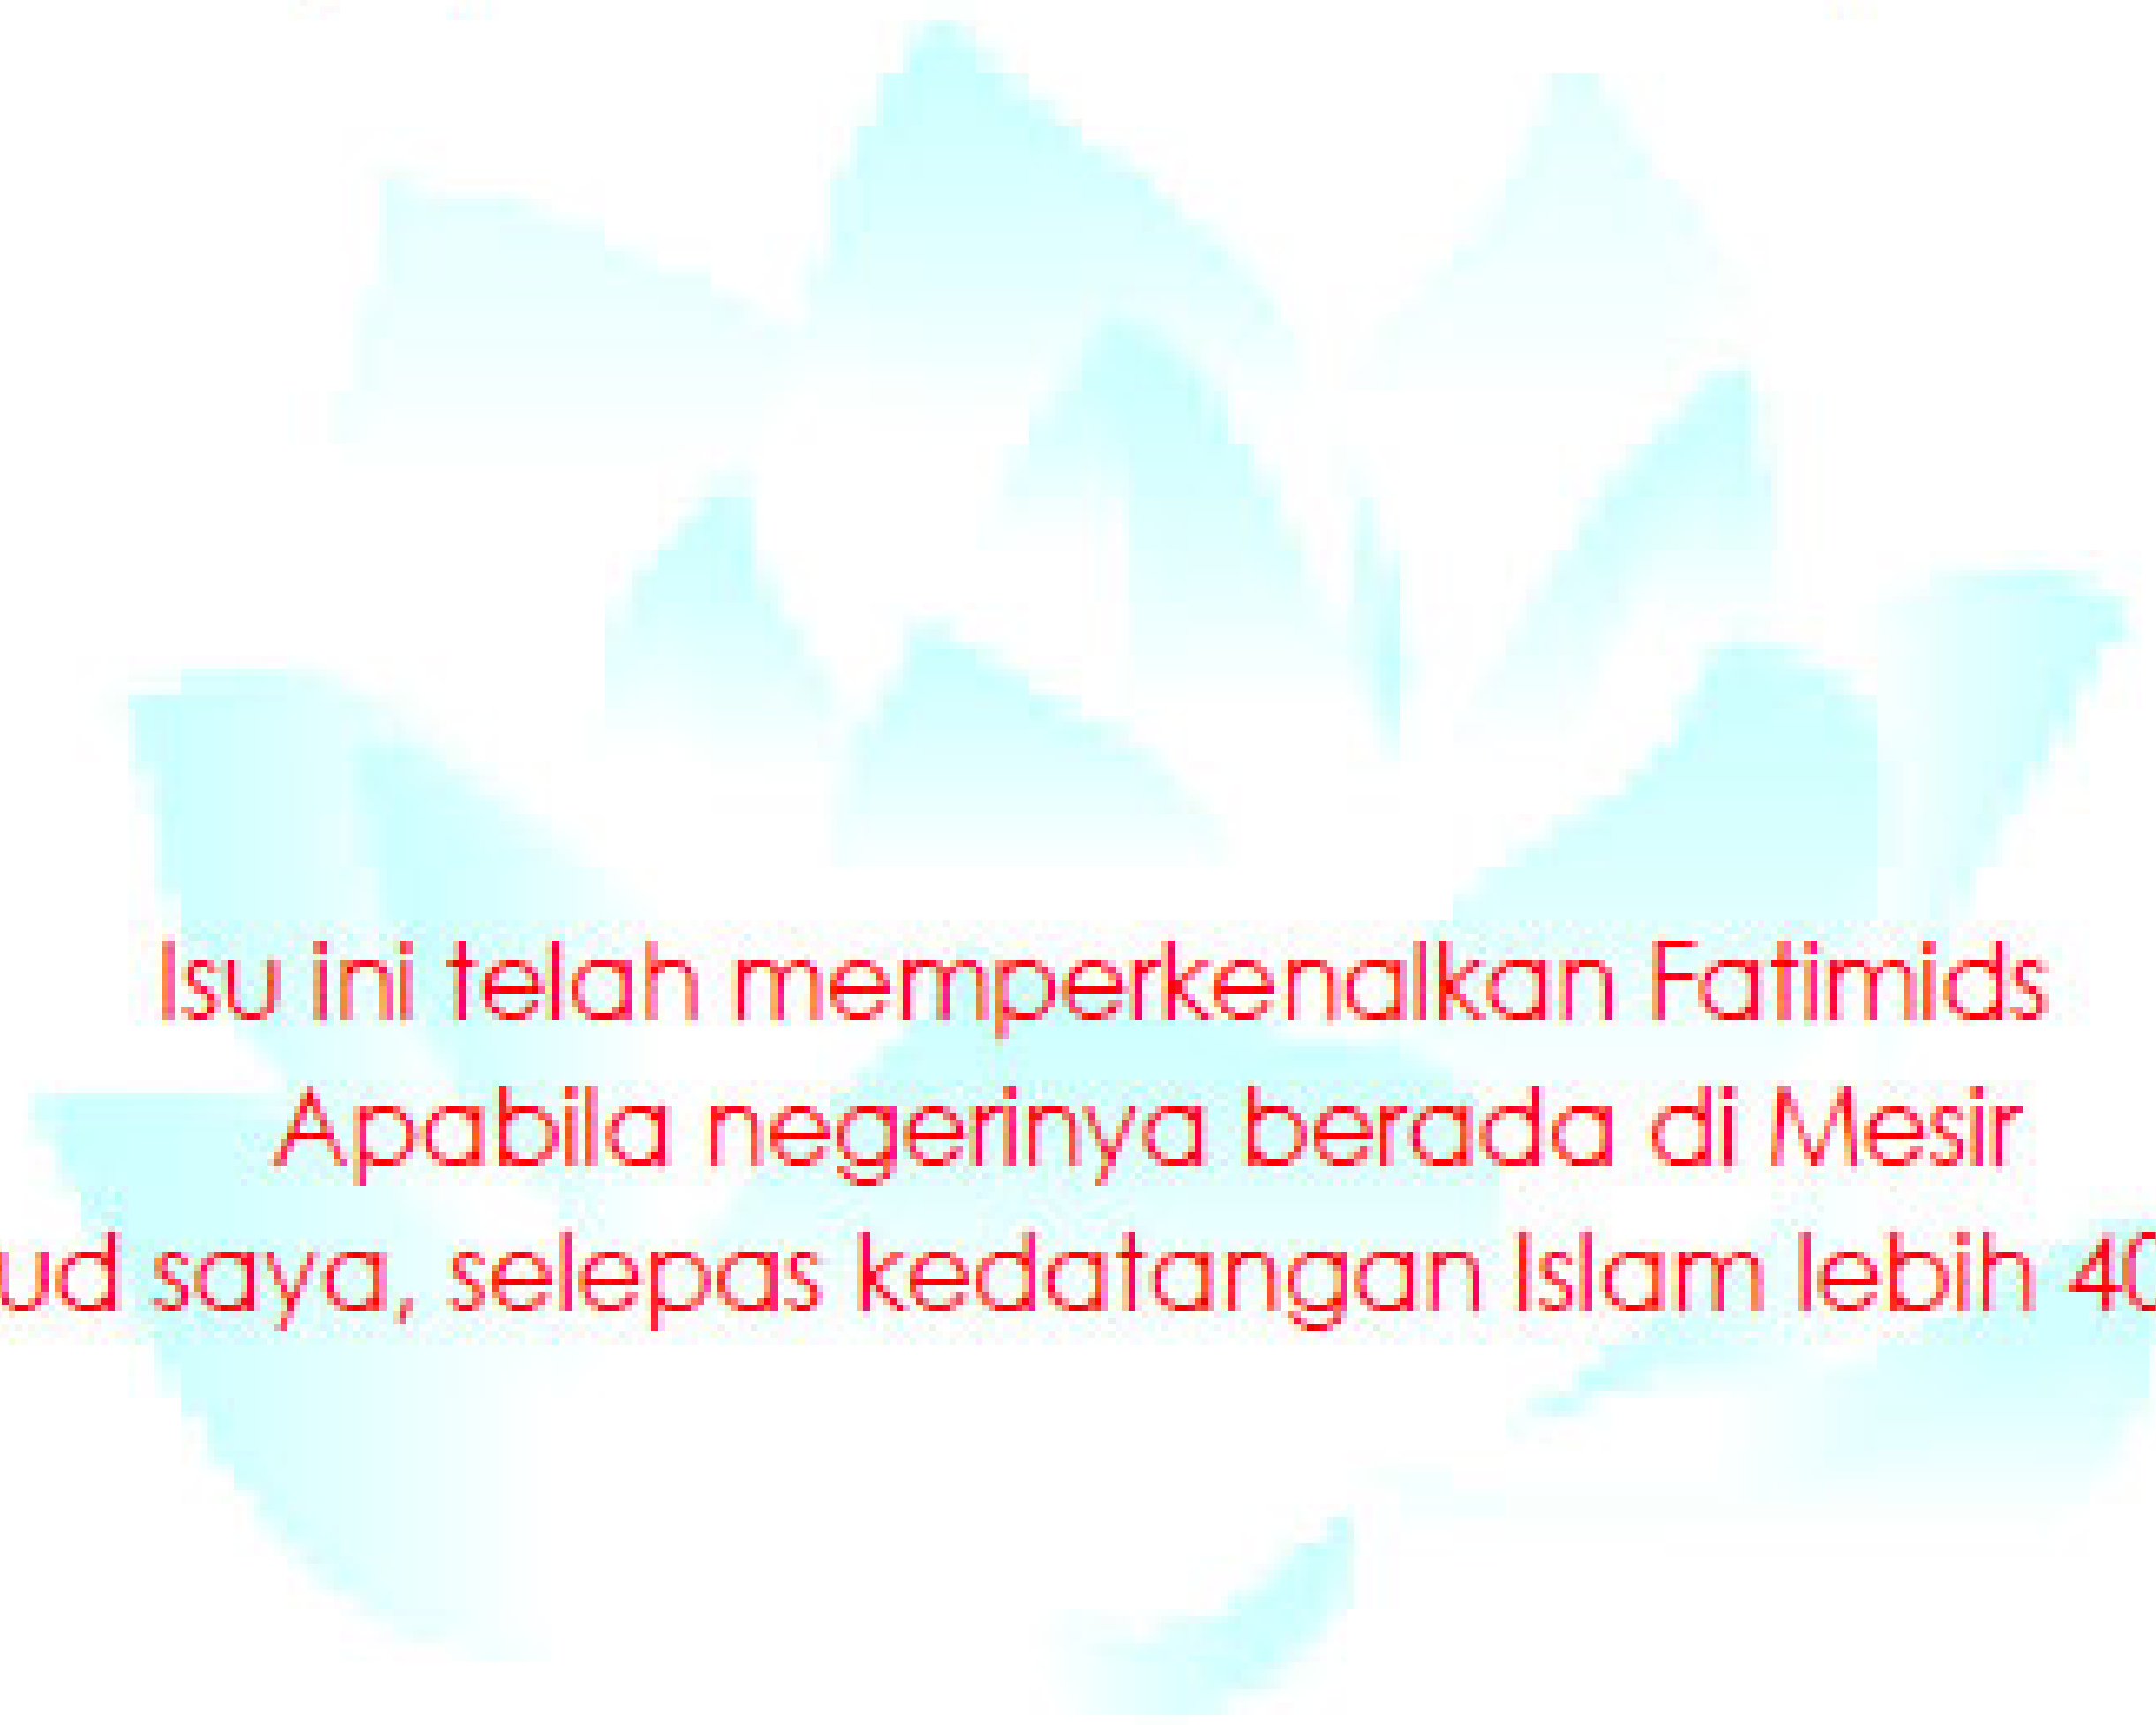 Isu ini telah memperkenalkan Fatimids
Apabila negerinya berada di Mesir
saya, selepas kedatangan Islam lebih